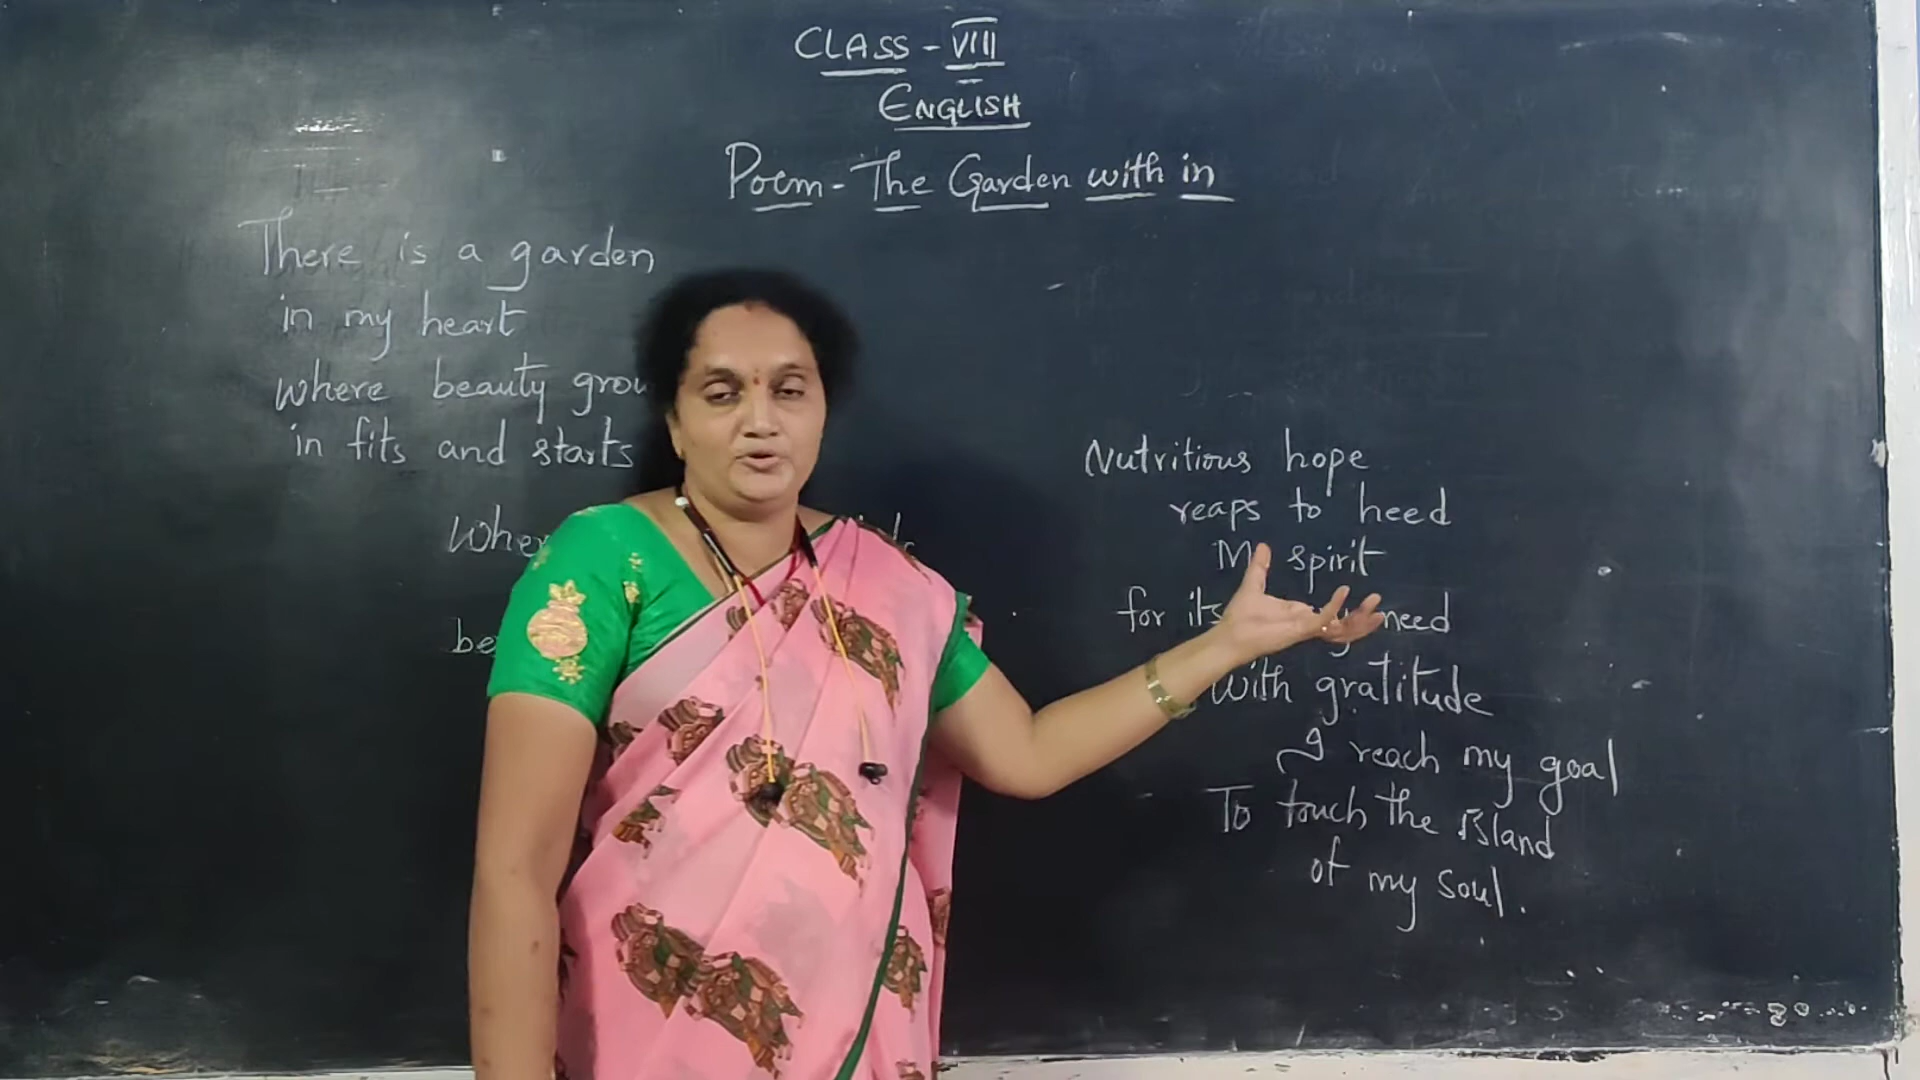 CLASS - VIII
ENGLISH
Poem - The Garden with in
There is a garden
in my heart
where beauty
in fits and starts
Nutritious hope
reaps to heed
spirit
for its need
with gratitude
I reach my goal
To touch the island
of my soul.